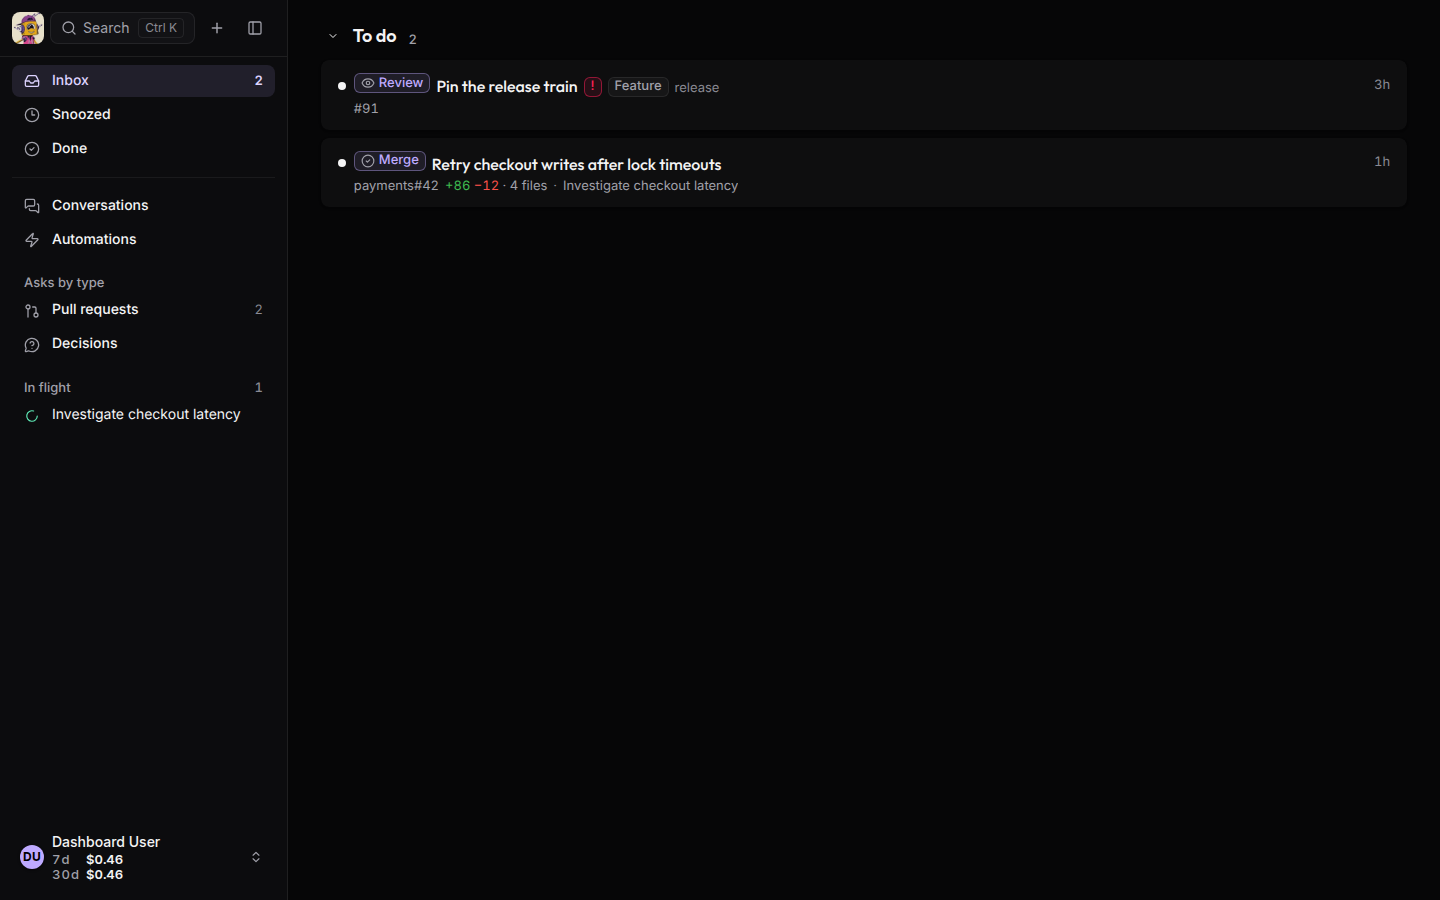 Search Ctrl K
Inbox 2
Snoozed
Done
Conversations
Automations
Asks by type
Pull requests 2
Decisions
In flight 1
Investigate checkout latency
DU
Dashboard User
7d $0.46
30d $0.46
To do 2
Review Pin the release train ! Feature release 3h
#91
Merge Retry checkout writes after lock timeouts 1h
payments#42 +86 −12 · 4 files · Investigate checkout latency